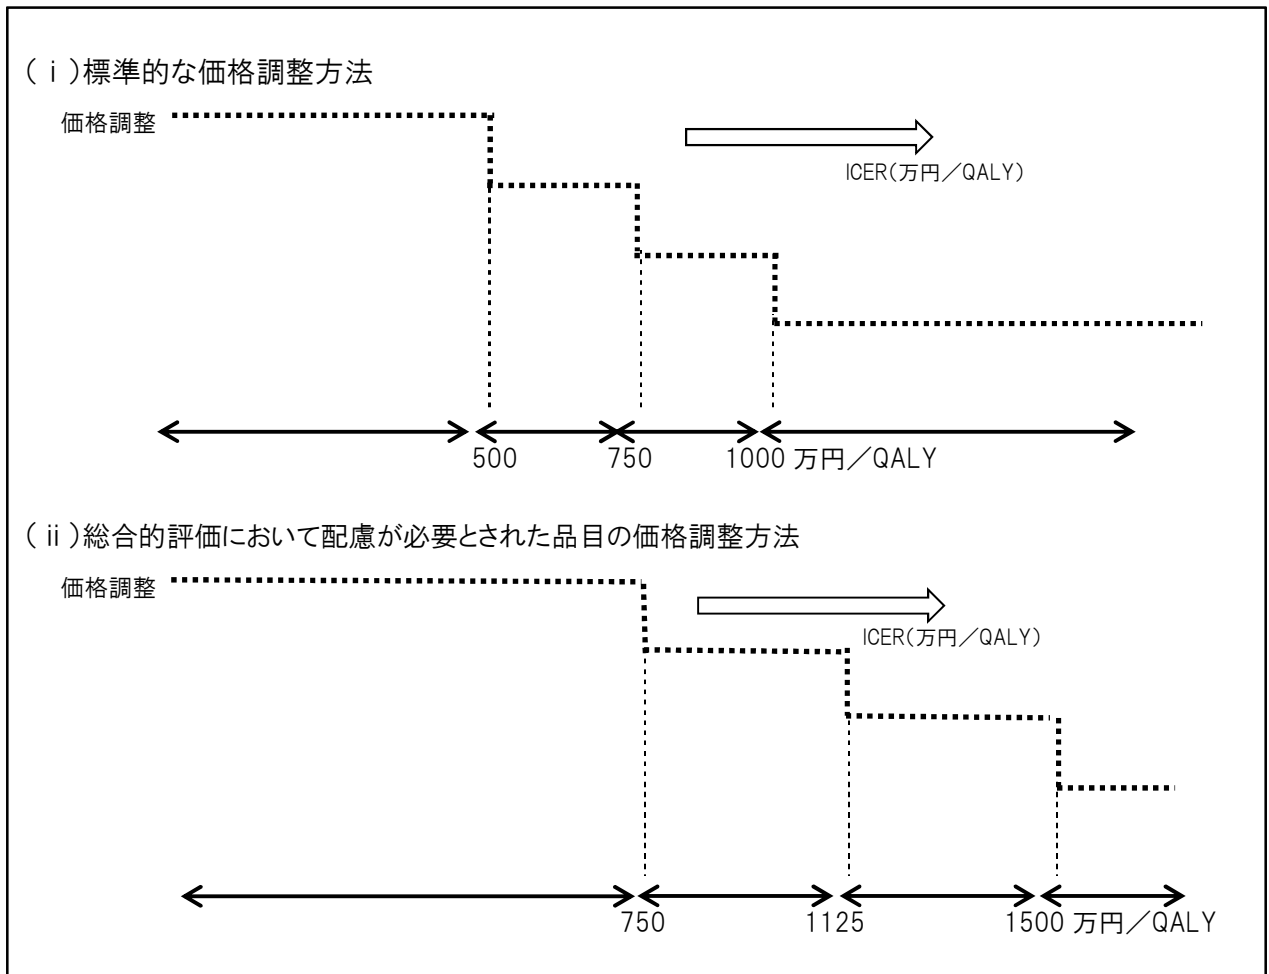 (ⅰ)標準的な価格調整方法
価格調整
ICER(万円/QALY)
500 750 1000 万円/QALY
(ⅱ)総合的評価において配慮が必要とされた品目の価格調整方法
価格調整
ICER(万円/QALY)
750 1125 1500 万円/QALY